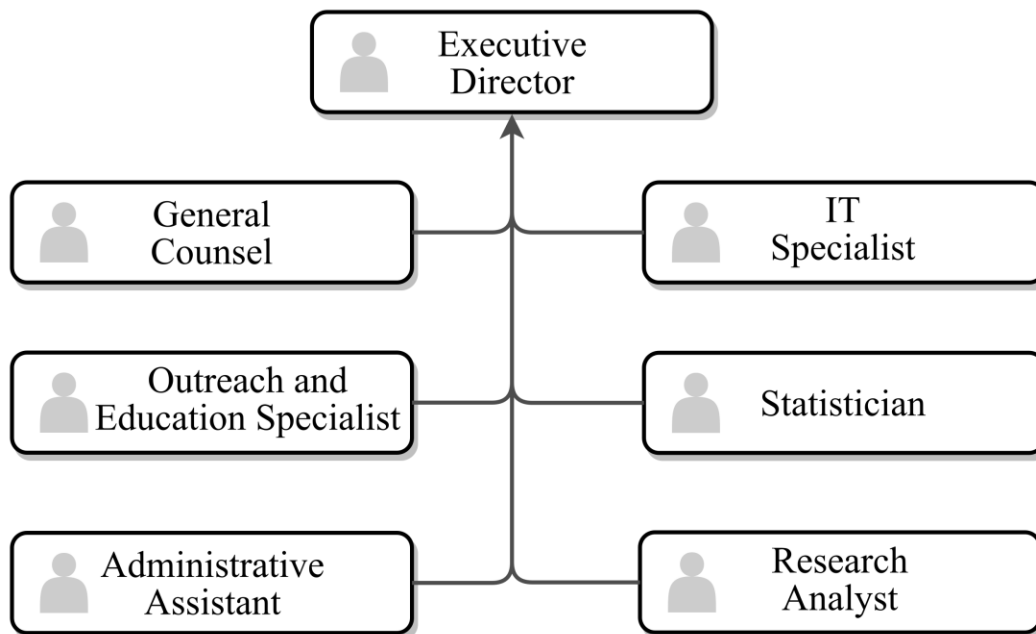 Executive
Director
General
Counsel
IT
Specialist
Outreach and
Education Specialist
Statistician
Administrative
Assistant
Research
Analyst